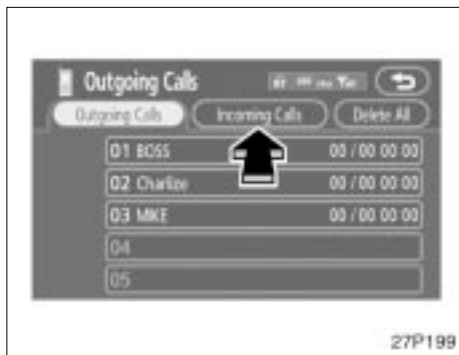 Outgoing Calls
Outgoing Calls Incoming Calls Delete All
01 BOSS 00 / 00 00:00
02 Charlize 00 / 00 00:00
03 MIKE 00 / 00 00:00
04
05
27P199